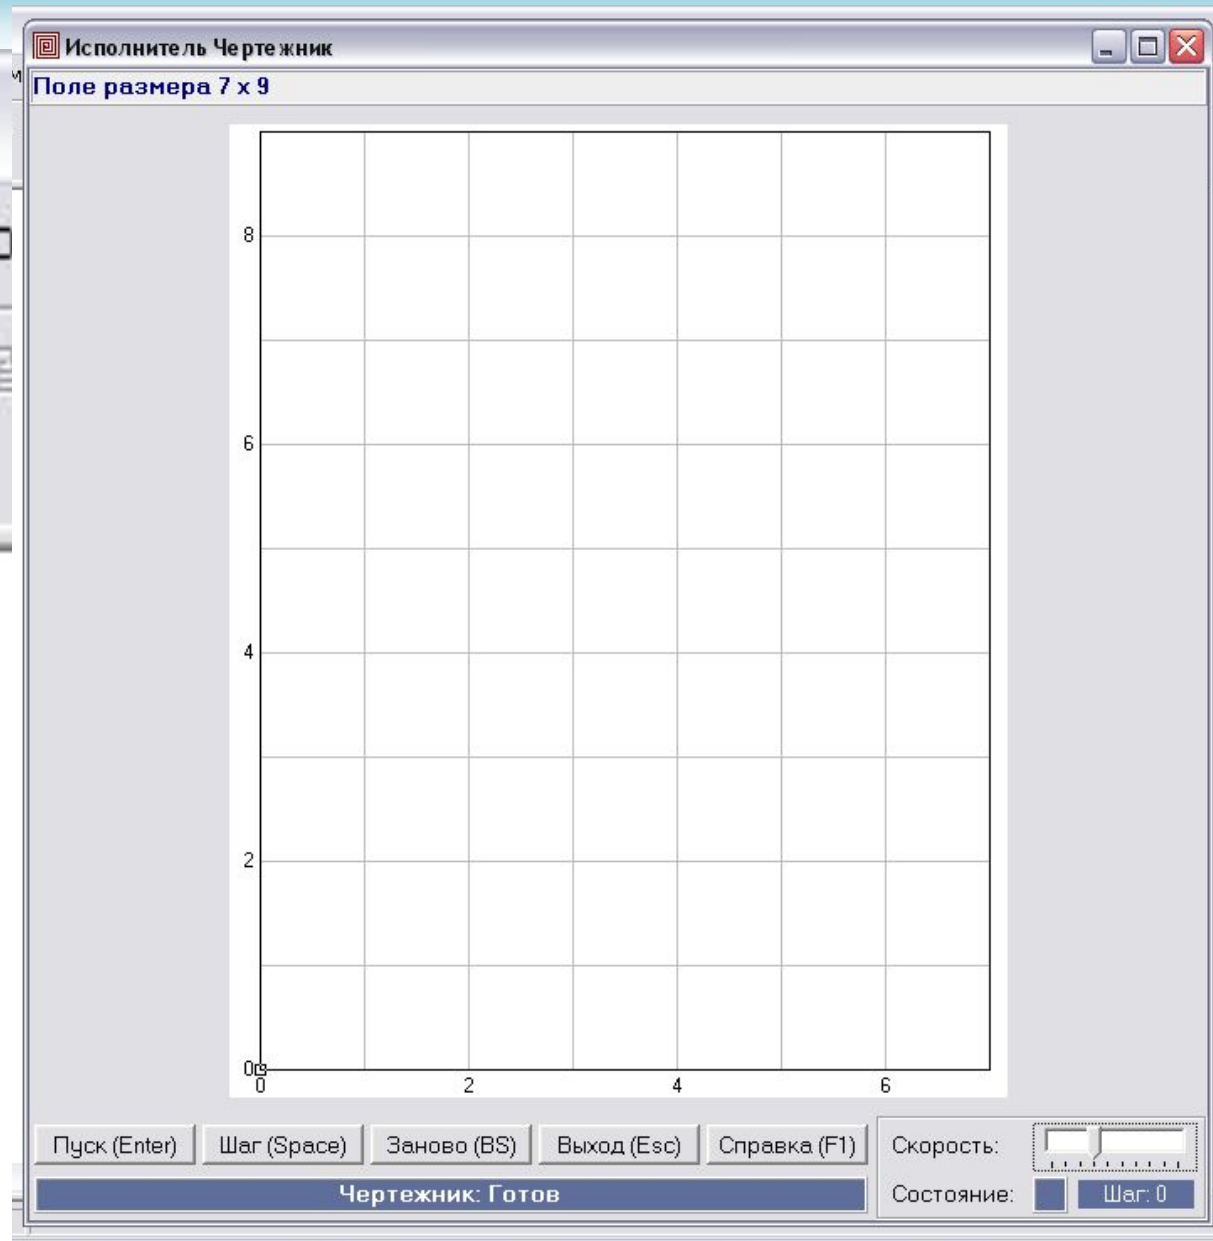 Исполнитель Чертежник
Поле размера 7 x 9
8
6
4
2
0
0 2 4 6
Пуск (Enter) Шаг (Space) Заново (BS) Выход (Esc) Справка (F1) Скорость:
Чертежник: Готов Состояние: Шаг: 0